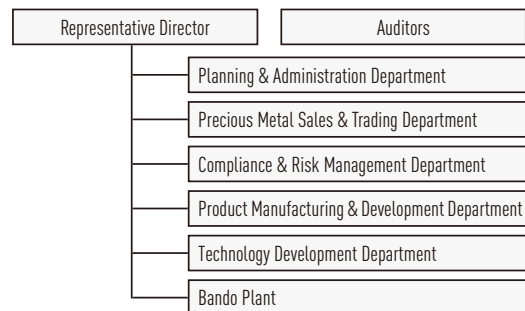 Representative Director
Auditors
Planning & Administration Department
Precious Metal Sales & Trading Department
Compliance & Risk Management Department
Product Manufacturing & Development Department
Technology Development Department
Bando Plant